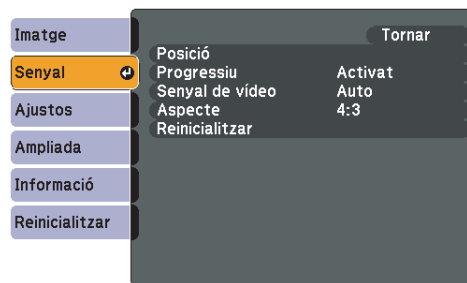 Imatge
Senyal
Ajustos
Ampliada
Informació
Reinicialitzar
Tornar
Posició
Progressiu Activat
Senyal de vídeo Auto
Aspecte 4:3
Reinicialitzar